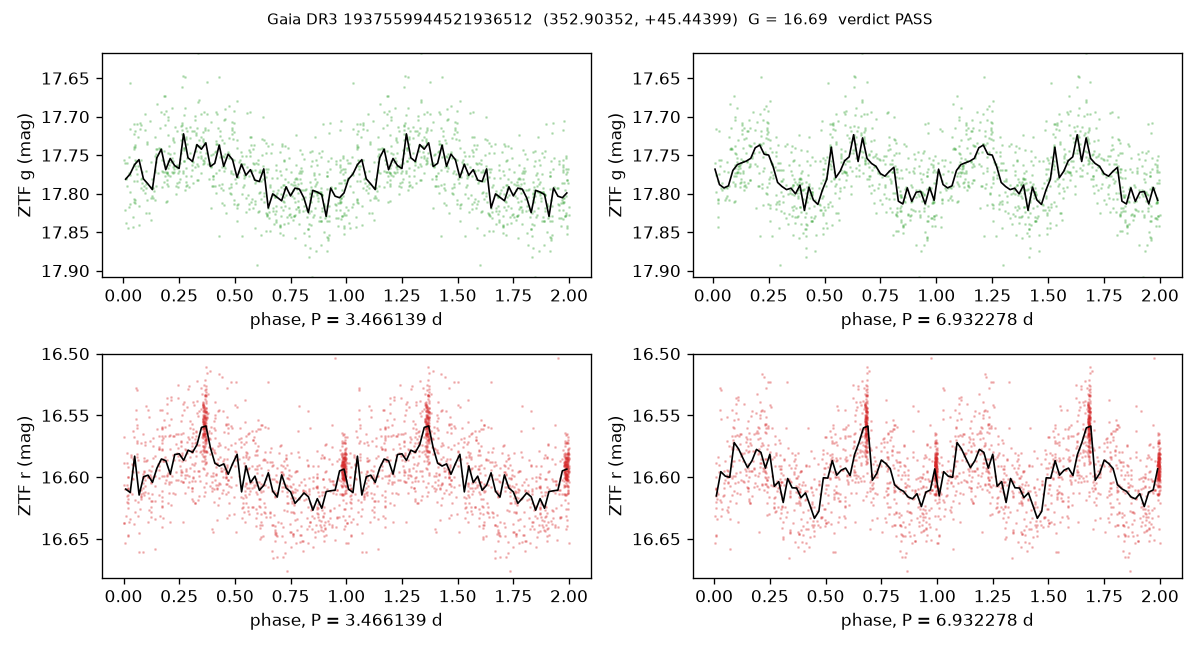 Gaia DR3 1937559944521936512  (352.90352, +45.44399)  G = 16.69  verdict PASS
ZTF g (mag)
17.65
17.70
17.75
17.80
17.85
17.90
0.00 0.25 0.50 0.75 1.00 1.25 1.50 1.75 2.00
phase, P = 3.466139 d
ZTF g (mag)
17.65
17.70
17.75
17.80
17.85
17.90
0.00 0.25 0.50 0.75 1.00 1.25 1.50 1.75 2.00
phase, P = 6.932278 d
ZTF r (mag)
16.50
16.55
16.60
16.65
0.00 0.25 0.50 0.75 1.00 1.25 1.50 1.75 2.00
phase, P = 3.466139 d
ZTF r (mag)
16.50
16.55
16.60
16.65
0.00 0.25 0.50 0.75 1.00 1.25 1.50 1.75 2.00
phase, P = 6.932278 d